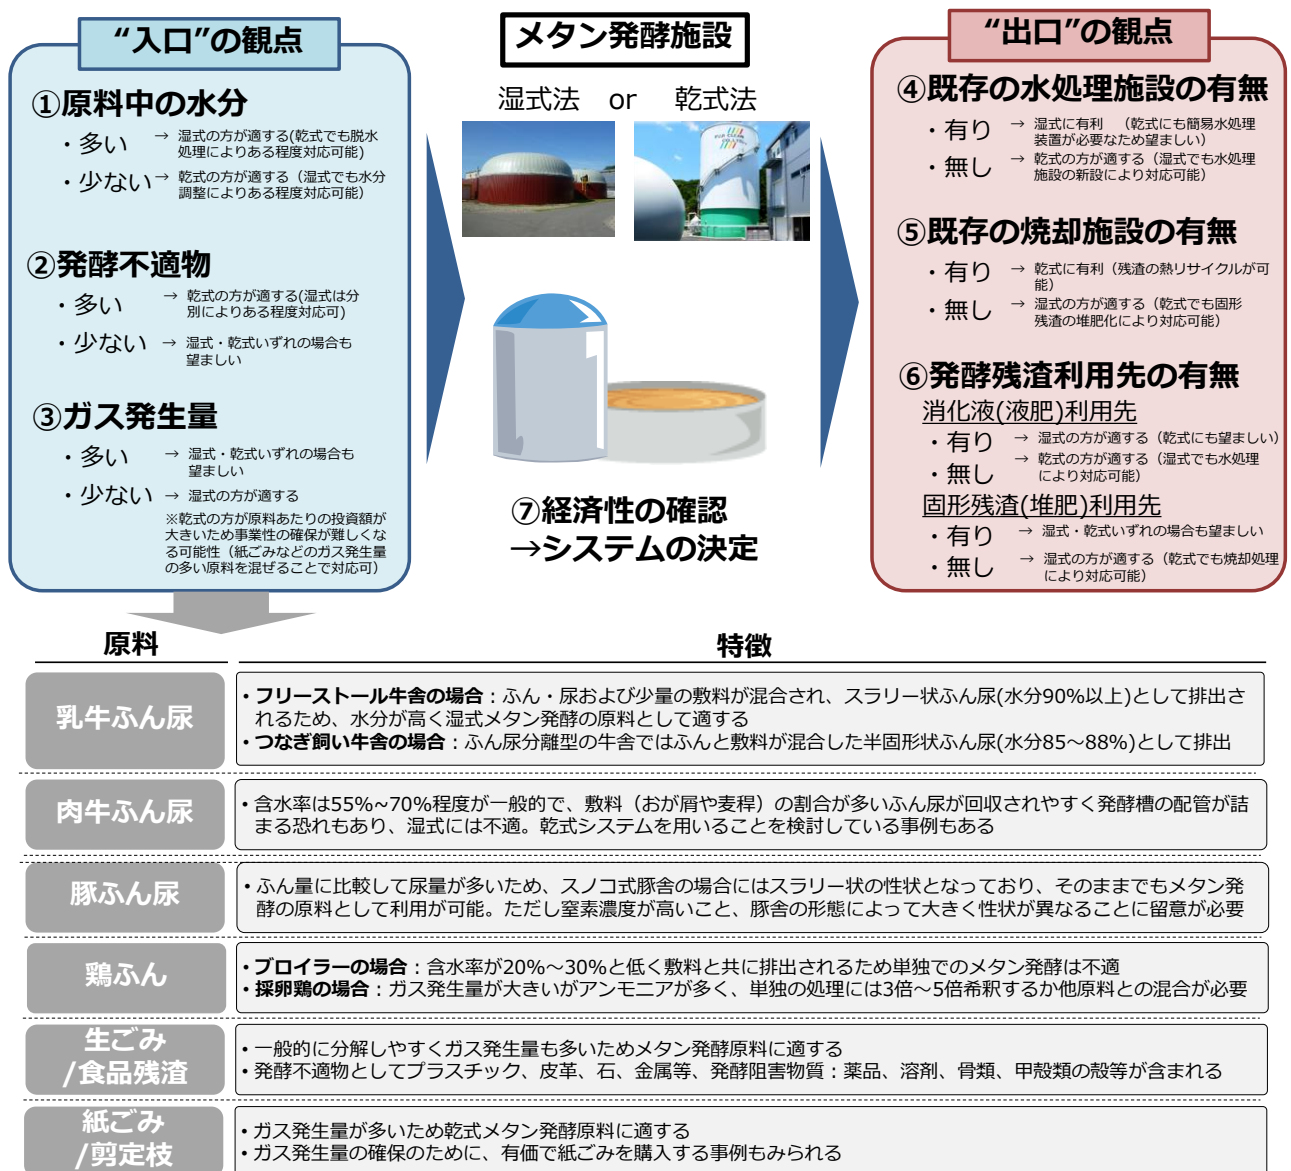 “入口”の観点
①原料中の水分
・多い → 湿式の方が適する(乾式でも脱水
処理によりある程度対応可能)
・少ない → 乾式の方が適する（湿式でも水分
調整によりある程度対応可能）
②発酵不適物
・多い → 乾式の方が適する(湿式は分
別によりある程度対応可)
・少ない → 湿式・乾式いずれの場合も
望ましい
③ガス発生量
・多い → 湿式・乾式いずれの場合も
望ましい
・少ない → 湿式の方が適する
※乾式の方が原料あたりの投資額が
大きいため事業性の確保が難しくな
る可能性（紙ごみなどのガス発生量
の多い原料を混ぜることで対応可）
メタン発酵施設
湿式法 or 乾式法
⑦経済性の確認
→システムの決定
“出口”の観点
④既存の水処理施設の有無
・有り → 湿式に有利 （乾式にも簡易水処理
装置が必要なため望ましい）
・無し → 乾式の方が適する（湿式でも水処理
施設の新設により対応可能）
⑤既存の焼却施設の有無
・有り → 乾式に有利（残渣の熱リサイクルが可
能）
・無し → 湿式の方が適する（乾式でも固形
残渣の堆肥化により対応可能）
⑥発酵残渣利用先の有無
消化液(液肥)利用先
・有り → 湿式の方が適する（乾式にも望ましい）
・無し → 乾式の方が適する（湿式でも水処理
により対応可能）
固形残渣(堆肥)利用先
・有り → 湿式・乾式いずれの場合も望ましい
・無し → 湿式の方が適する（乾式でも焼却処理
により対応可能）
原料 特徴
乳牛ふん尿
・フリーストール牛舎の場合：ふん・尿および少量の敷料が混合され、スラリー状ふん尿(水分90%以上)として排出さ
れるため、水分が高く湿式メタン発酵の原料として適する
・つなぎ飼い牛舎の場合：ふん尿分離型の牛舎ではふんと敷料が混合した半固形状ふん尿(水分85～88%)として排出
肉牛ふん尿
・含水率は55%~70%程度が一般的で、敷料（おが屑や麦稈）の割合が多いふん尿が回収されやすく発酵槽の配管が詰
まる恐れもあり、湿式には不適。乾式システムを用いることを検討している事例もある
豚ふん尿
・ふん量に比較して尿量が多いため、スノコ式豚舎の場合にはスラリー状の性状となっており、そのままでもメタン発
酵の原料として利用が可能。ただし窒素濃度が高いこと、豚舎の形態によって大きく性状が異なることに留意が必要
鶏ふん
・ブロイラーの場合：含水率が20%～30%と低く敷料と共に排出されるため単独でのメタン発酵は不適
・採卵鶏の場合：ガス発生量が大きいがアンモニアが多く、単独の処理には3倍～5倍希釈するか他原料との混合が必要
生ごみ
/食品残渣
・一般的に分解しやすくガス発生量も多いためメタン発酵原料に適する
・発酵不適物としてプラスチック、皮革、石、金属等、発酵阻害物質：薬品、溶剤、骨類、甲殻類の殻等が含まれる
紙ごみ
/剪定枝
・ガス発生量が多いため乾式メタン発酵原料に適する
・ガス発生量の確保のために、有価で紙ごみを購入する事例もみられる